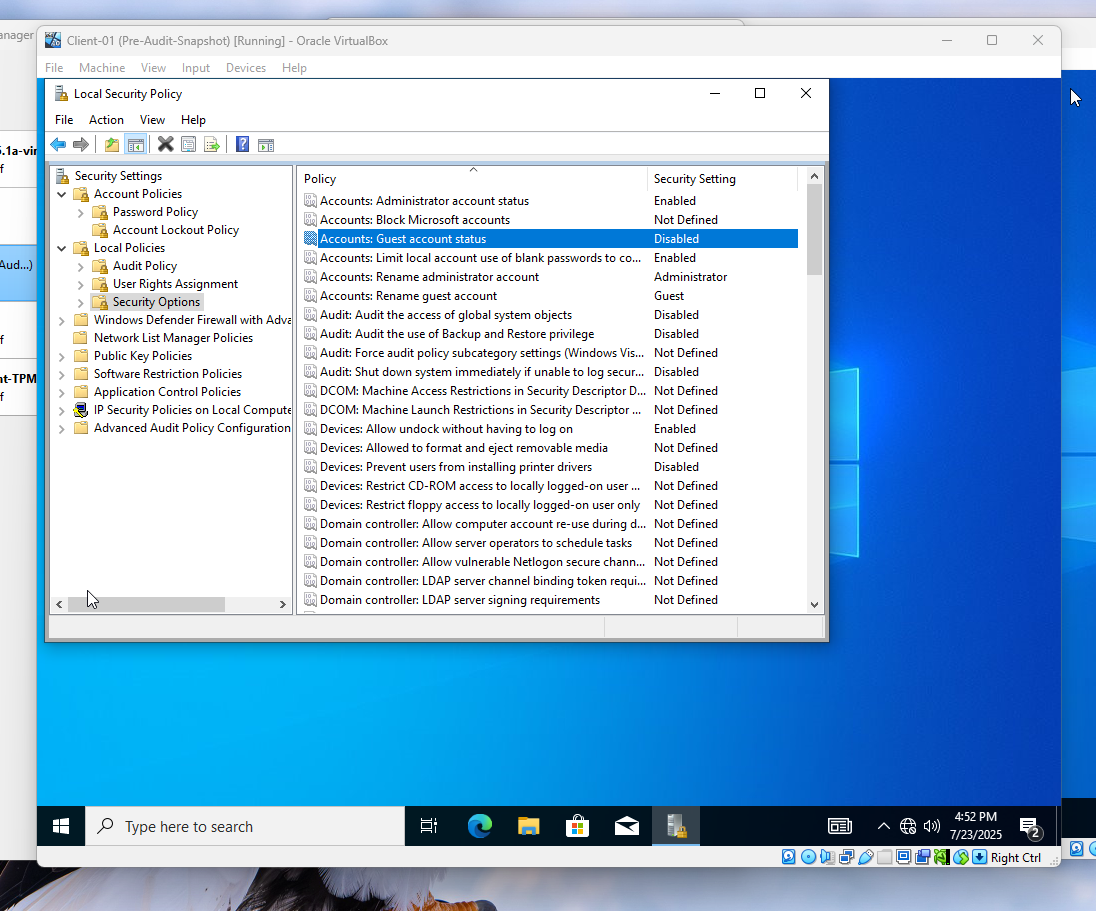 anager
Client-01 (Pre-Audit-Snapshot) [Running] - Oracle VirtualBox
File Machine View Input Devices Help
Local Security Policy
File Action View Help
5.1a-vir
f
Aud...)
f
nt-TPM
f
Security Settings
Account Policies
Password Policy
Account Lockout Policy
Local Policies
Audit Policy
User Rights Assignment
Security Options
Windows Defender Firewall with Adva
Network List Manager Policies
Public Key Policies
Software Restriction Policies
Application Control Policies
IP Security Policies on Local Compute
Advanced Audit Policy Configuration
Policy Security Setting
Accounts: Administrator account status Enabled
Accounts: Block Microsoft accounts Not Defined
Accounts: Guest account status Disabled
Accounts: Limit local account use of blank passwords to co... Enabled
Accounts: Rename administrator account Administrator
Accounts: Rename guest account Guest
Audit: Audit the access of global system objects Disabled
Audit: Audit the use of Backup and Restore privilege Disabled
Audit: Force audit policy subcategory settings (Windows Vis... Not Defined
Audit: Shut down system immediately if unable to log secur... Disabled
DCOM: Machine Access Restrictions in Security Descriptor D... Not Defined
DCOM: Machine Launch Restrictions in Security Descriptor ... Not Defined
Devices: Allow undock without having to log on Enabled
Devices: Allowed to format and eject removable media Not Defined
Devices: Prevent users from installing printer drivers Disabled
Devices: Restrict CD-ROM access to locally logged-on user ... Not Defined
Devices: Restrict floppy access to locally logged-on user only Not Defined
Domain controller: Allow computer account re-use during d... Not Defined
Domain controller: Allow server operators to schedule tasks Not Defined
Domain controller: Allow vulnerable Netlogon secure chann... Not Defined
Domain controller: LDAP server channel binding token requi... Not Defined
Domain controller: LDAP server signing requirements Not Defined
Type here to search
4:52 PM
7/23/2025
2
Right Ctrl